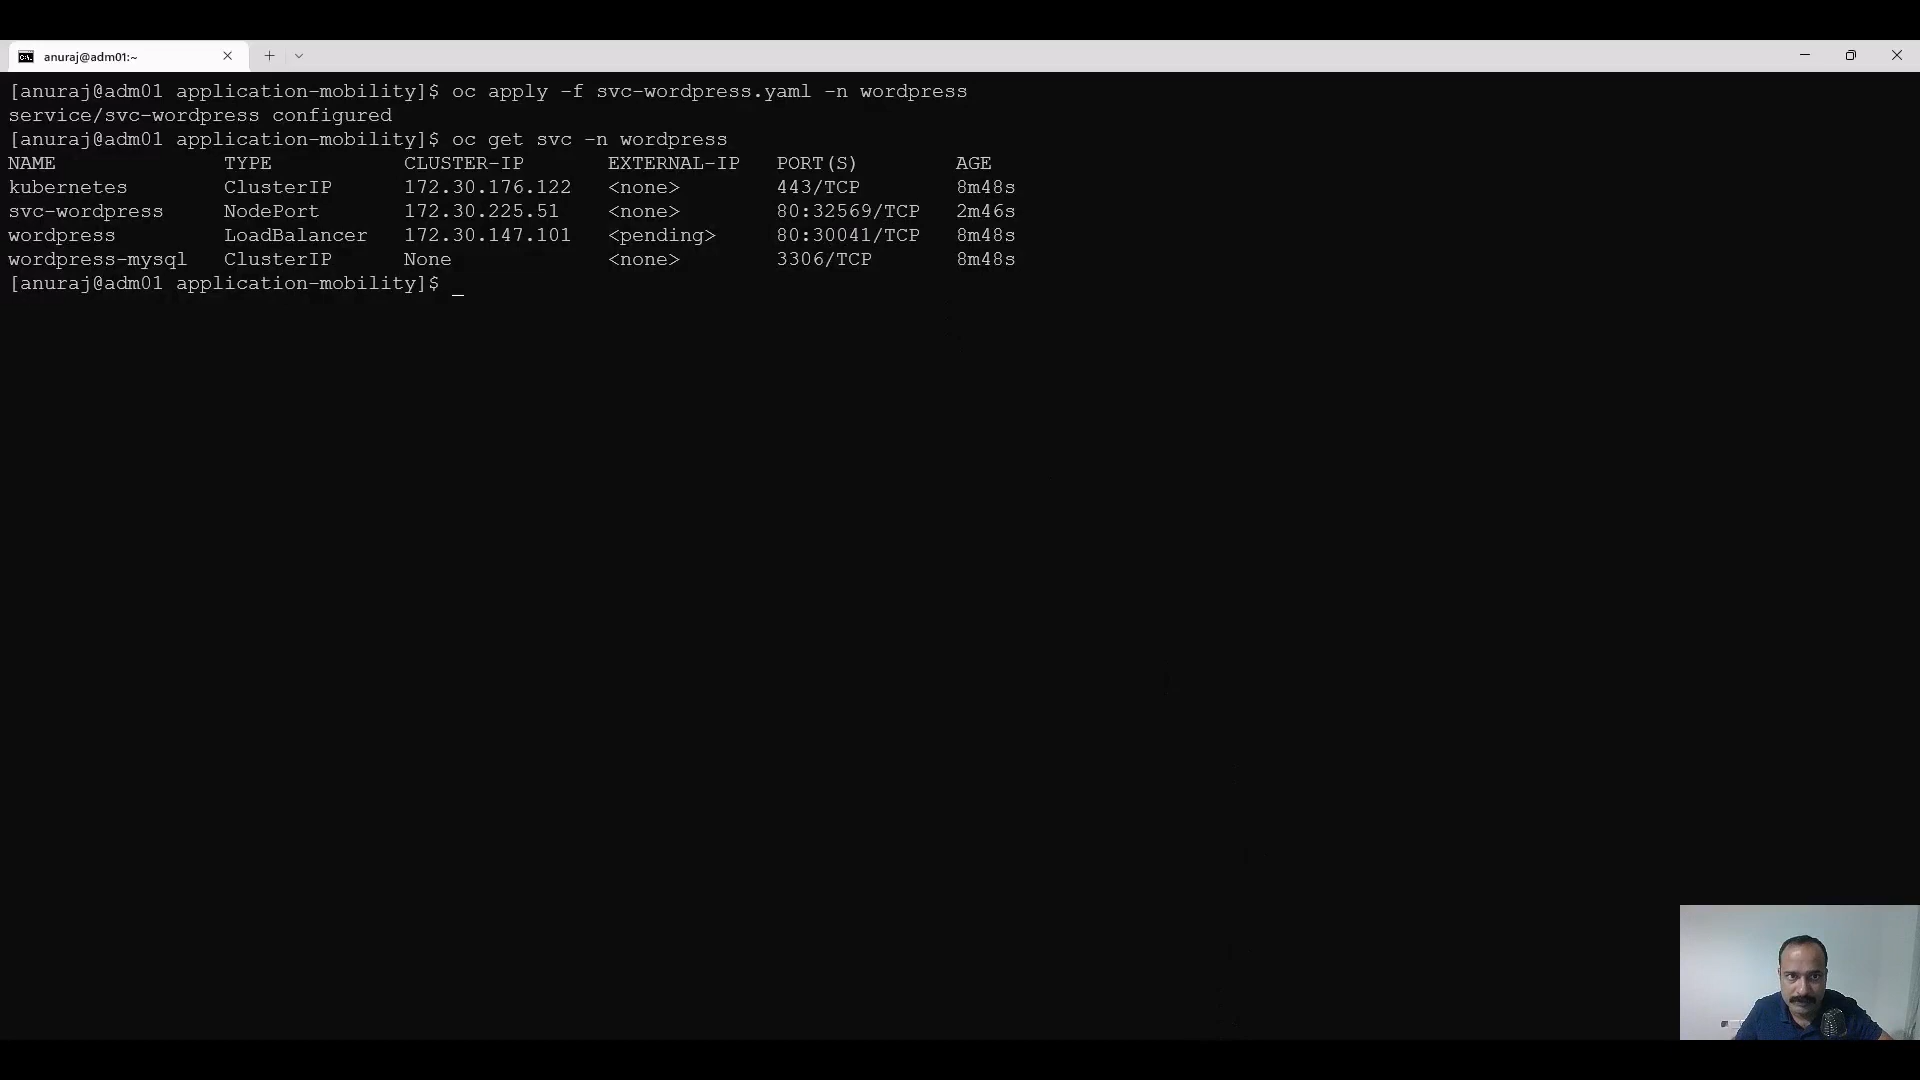 anuraj@adm01:~
[anuraj@adm01 application-mobility]$ oc apply -f svc-wordpress.yaml -n wordpress
service/svc-wordpress configured
[anuraj@adm01 application-mobility]$ oc get svc -n wordpress
NAME TYPE CLUSTER-IP EXTERNAL-IP PORT(S) AGE
kubernetes ClusterIP 172.30.176.122 <none> 443/TCP 8m48s
svc-wordpress NodePort 172.30.225.51 <none> 80:32569/TCP 2m46s
wordpress LoadBalancer 172.30.147.101 <pending> 80:30041/TCP 8m48s
wordpress-mysql ClusterIP None <none> 3306/TCP 8m48s
[anuraj@adm01 application-mobility]$ _